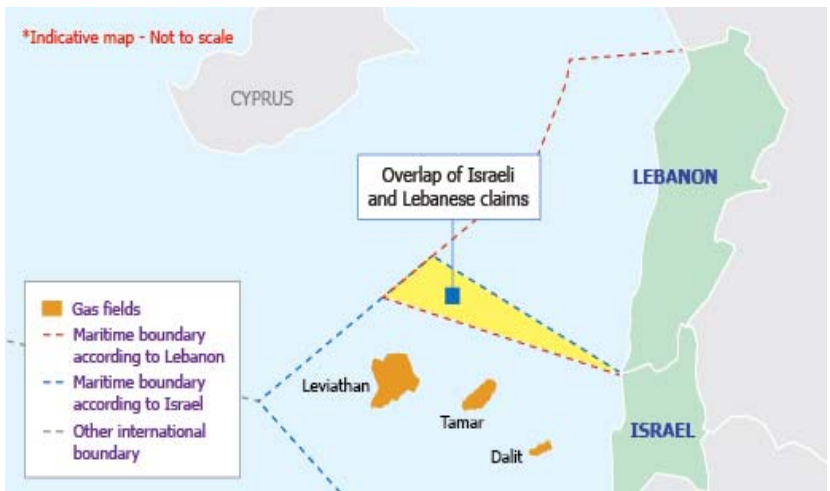 *Indicative map - Not to scale
CYPRUS
Overlap of Israeli
and Lebanese claims
LEBANON
Gas fields
Maritime boundary
according to Lebanon
Maritime boundary
according to Israel
Other international
boundary
Leviathan
Tamar
Dalit
ISRAEL